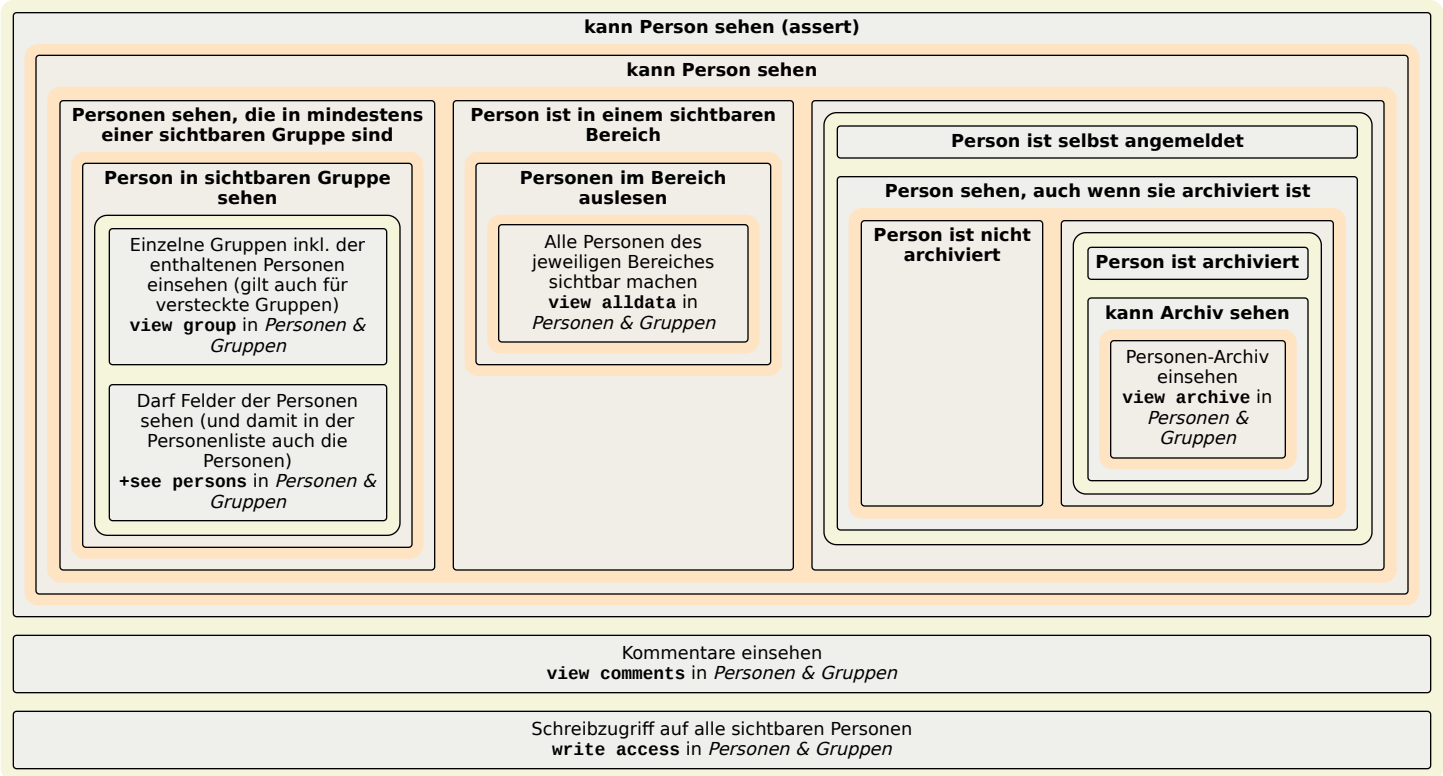 kann Person sehen (assert)
kann Person sehen
Personen sehen, die in mindestens
einer sichtbaren Gruppe sind
Person in sichtbaren Gruppe
sehen
Einzelne Gruppen inkl. der
enthaltenen Personen
einsehen (gilt auch für
versteckte Gruppen)
view group in Personen &
Gruppen
Darf Felder der Personen
sehen (und damit in der
Personenliste auch die
Personen)
+see persons in Personen &
Gruppen
Person ist in einem sichtbaren
Bereich
Personen im Bereich
auslesen
Alle Personen des
jeweiligen Bereiches
sichtbar machen
view alldata in
Personen & Gruppen
Person ist selbst angemeldet
Person sehen, auch wenn sie archiviert ist
Person ist nicht
archiviert
Person ist archiviert
kann Archiv sehen
Personen-Archiv
einsehen
view archive in
Personen &
Gruppen
Kommentare einsehen
view comments in Personen & Gruppen
Schreibzugriff auf alle sichtbaren Personen
write access in Personen & Gruppen